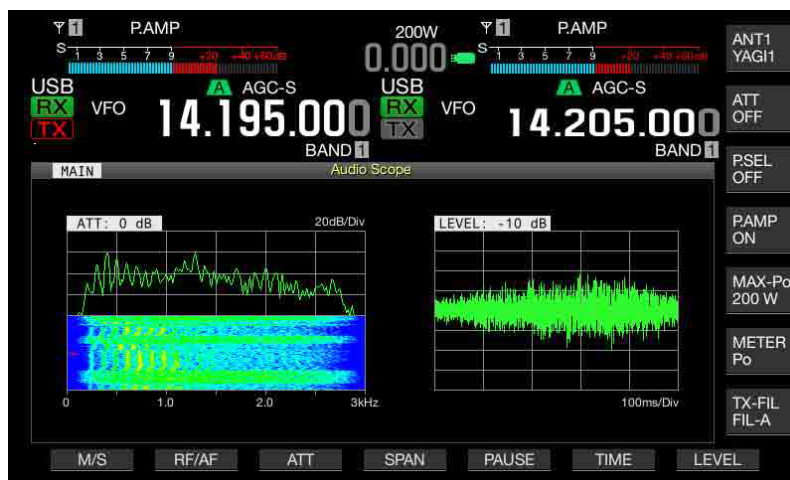 1 P.AMP 200W 1 P.AMP
S 1 3 5 7 9 +20 +40 +60dB 0.000 S 1 3 5 7 9 +20 +40 +60dB
USB A AGC-S USB A AGC-S
RX VFO 14.195.000 RX VFO 14.205.000
TX TX
BAND 1 BAND 1
MAIN Audio Scope
ATT: 0 dB 20dB/Div LEVEL: -10 dB
0 1.0 2.0 3kHz 100ms/Div
M/S RF/AF ATT SPAN PAUSE TIME LEVEL
ANT1
YAGI1
ATT
OFF
P.SEL
OFF
P.AMP
ON
MAX-Po
200 W
METER
Po
TX-FIL
FIL-A